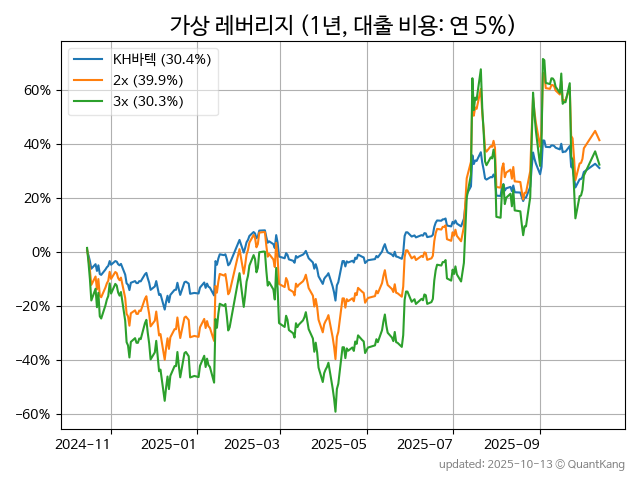 가상 레버리지 (1년, 대출 비용: 연 5%)
KH바텍 (30.4%)
2x (39.9%)
3x (30.3%)
60%
40%
20%
0%
−20%
−40%
−60%
2024-11 2025-01 2025-03 2025-05 2025-07 2025-09
updated: 2025-10-13 © QuantKang